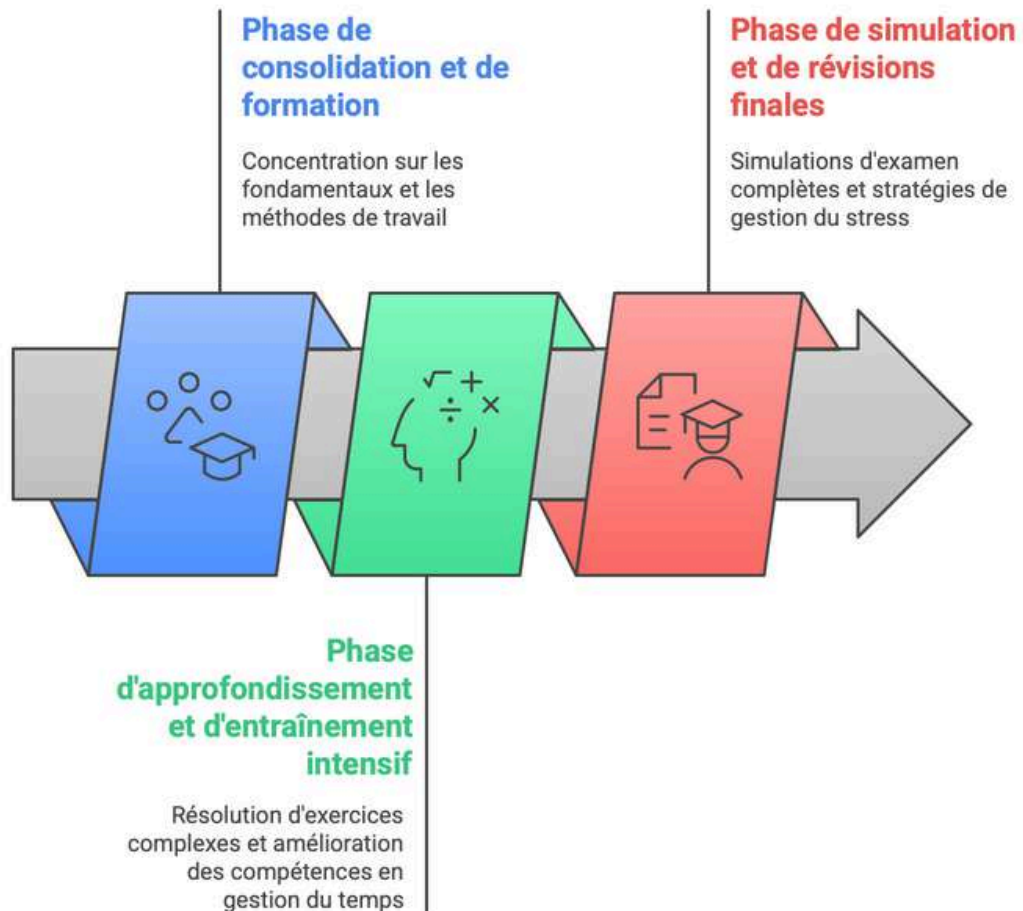 Phase de
consolidation et de
formation
Concentration sur les
fondamentaux et les
méthodes de travail
Phase de simulation
et de révisions
finales
Simulations d'examen
complètes et stratégies de
gestion du stress
√ +
÷ ×
Phase
d'approfondissement
et d'entraînement
intensif
Résolution d'exercices
complexes et amélioration
des compétences en
gestion du temps